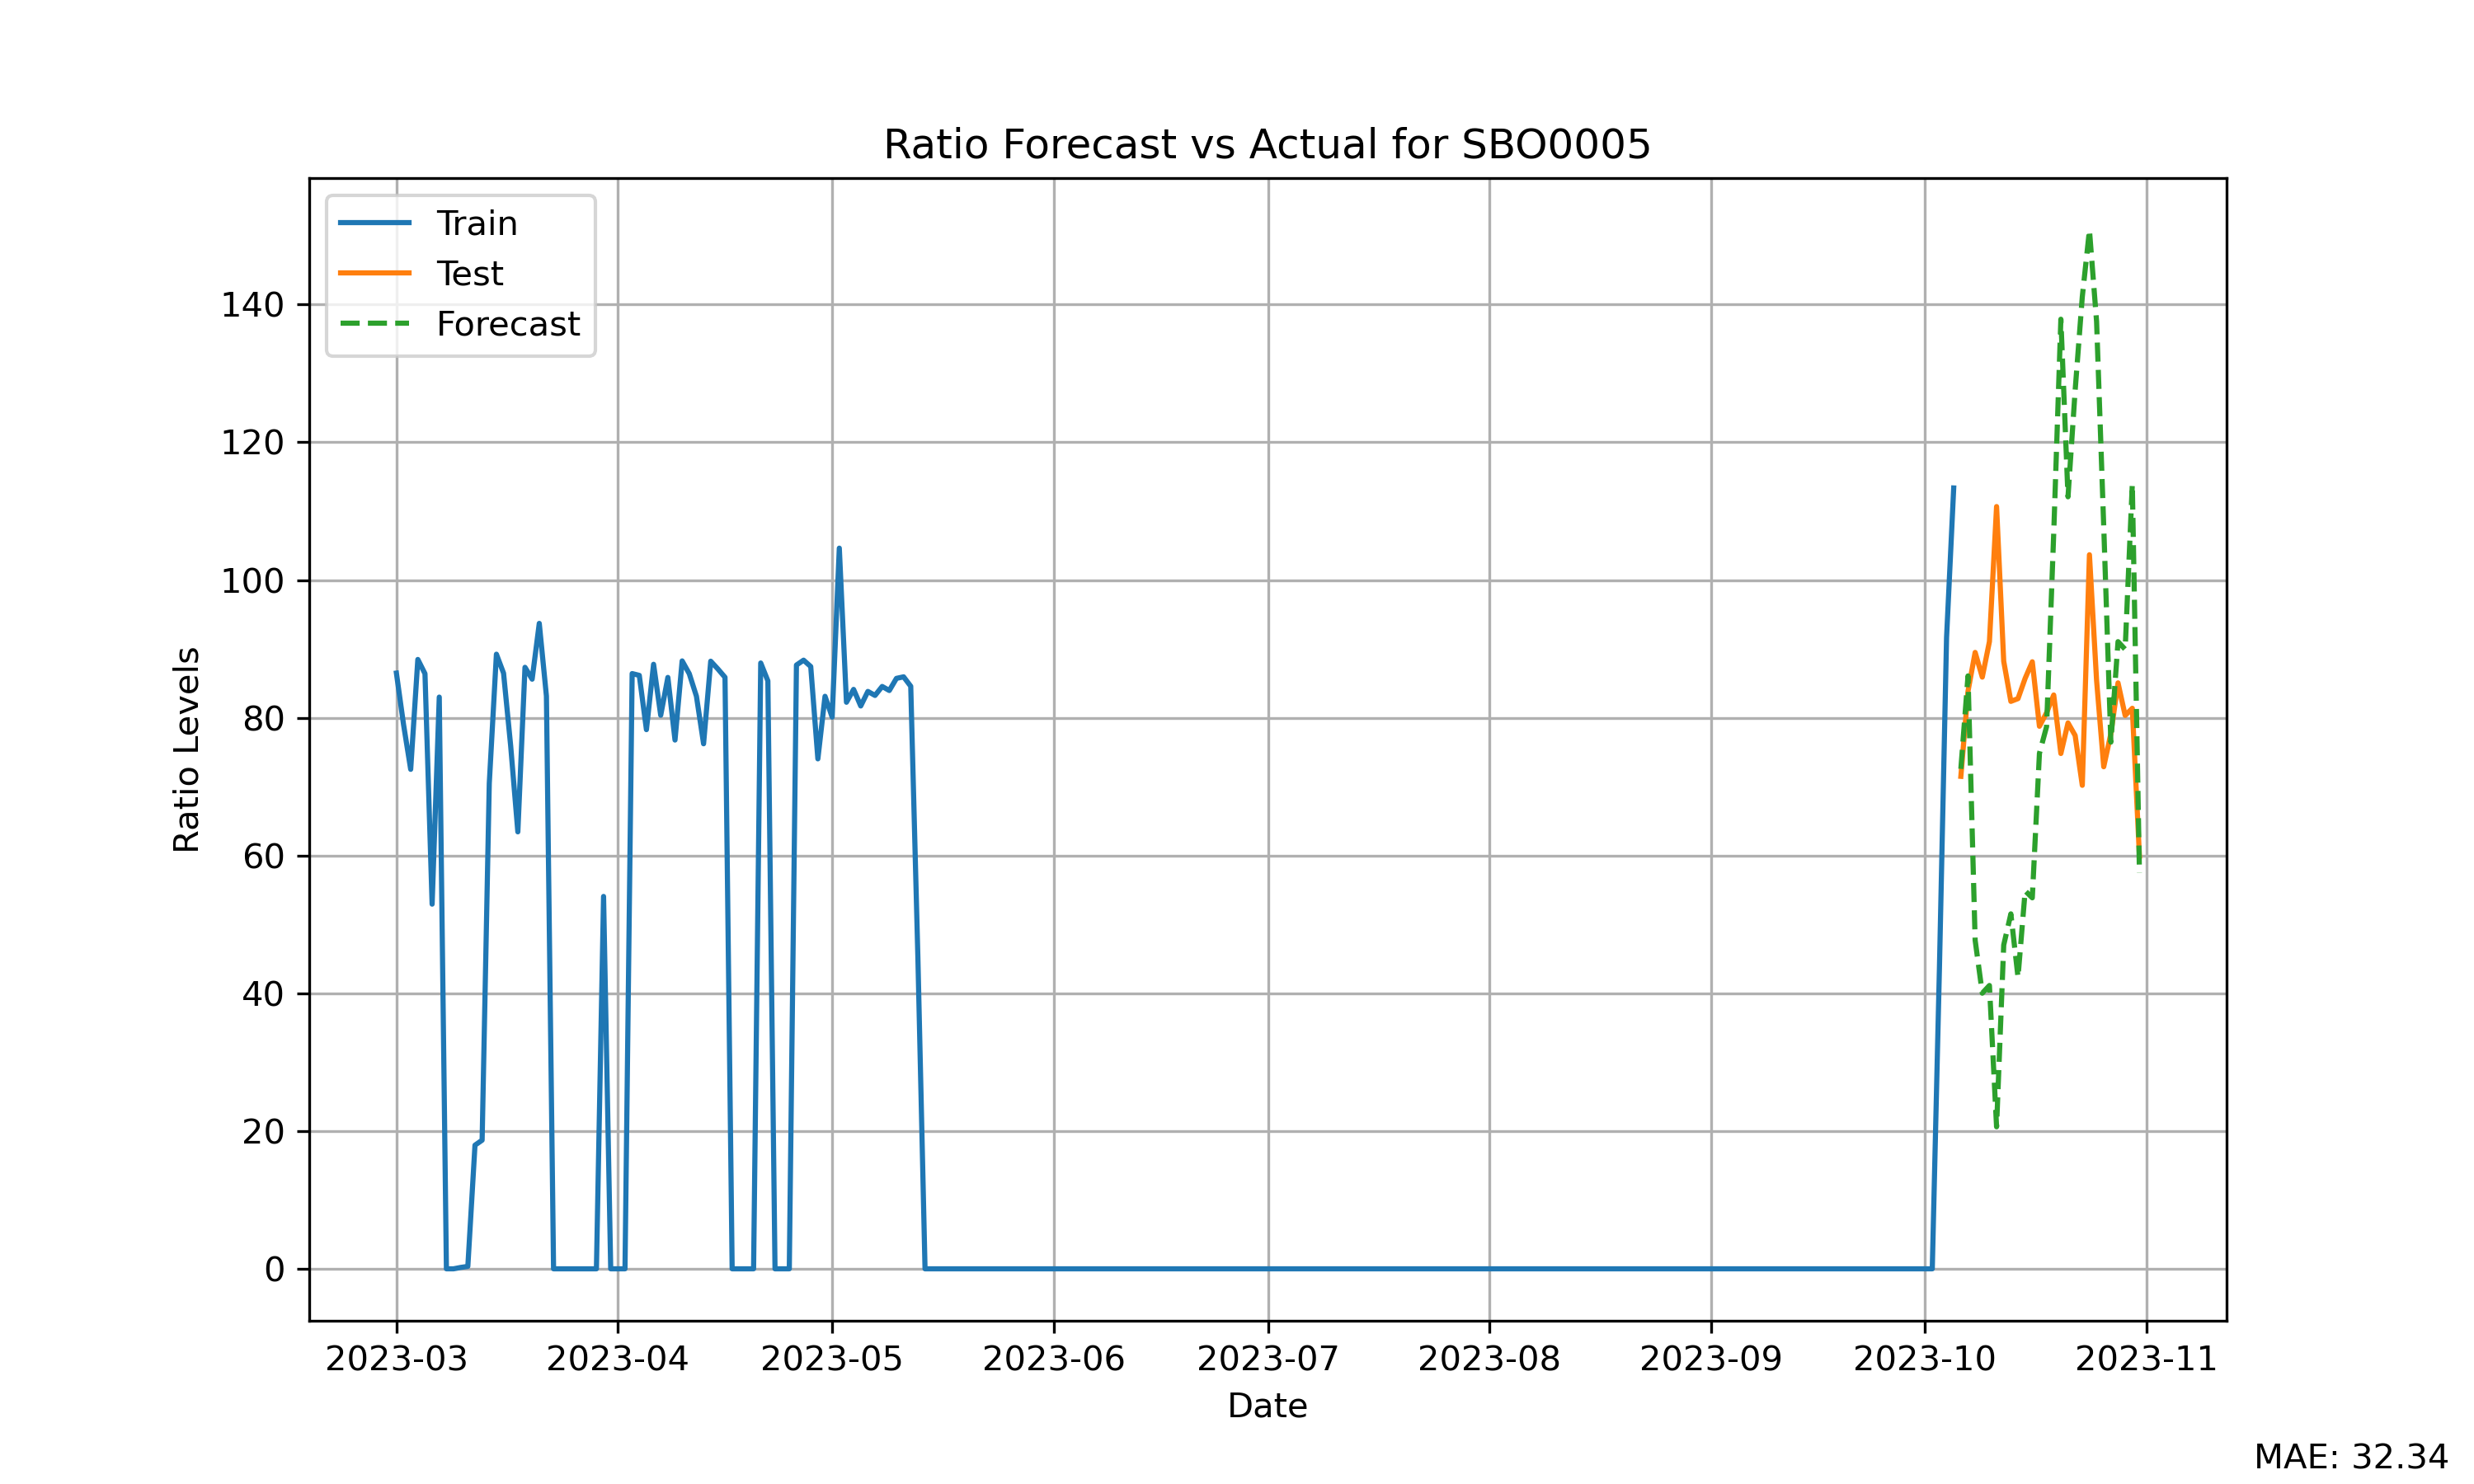 Ratio Forecast vs Actual for SBO0005
Train
Test
Forecast
140
120
100
80
60
40
20
0
Ratio Levels
2023-03 2023-04 2023-05 2023-06 2023-07 2023-08 2023-09 2023-10 2023-11
Date
MAE: 32.34